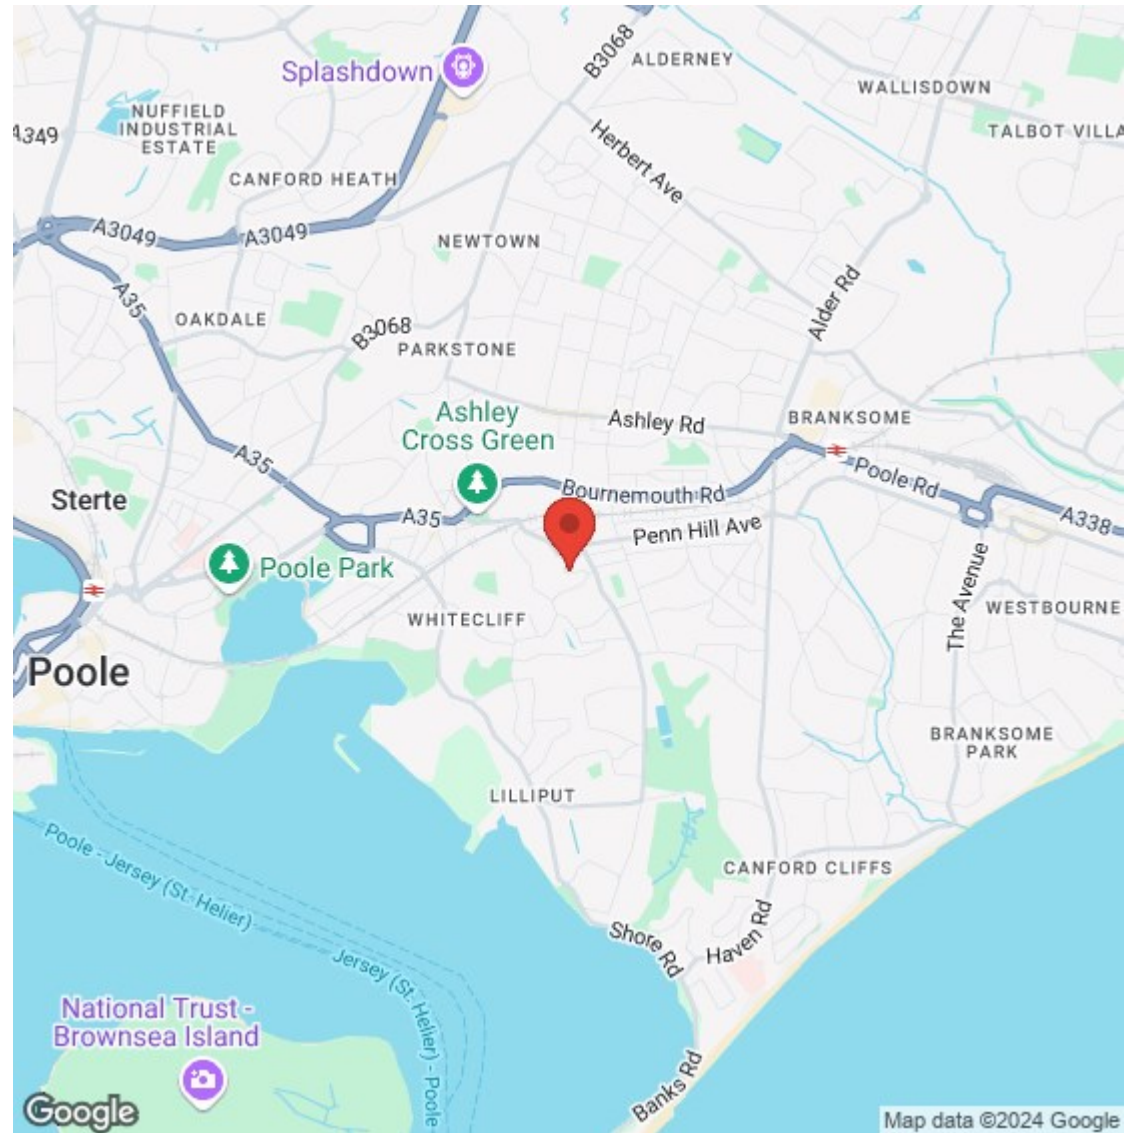 B3068
ALDERNEY
Splashdown
WALLISDOWN
NUFFIELD
INDUSTRIAL
ESTATE
A349
TALBOT VILLA
Herbert Ave
CANFORD HEATH
A3049
A3049
NEWTOWN
A35
Alder Rd
OAKDALE
B3068
PARKSTONE
Ashley
Cross Green
Ashley Rd
BRANKSOME
A35
Poole Rd
Sterte
Bournemouth Rd
A35
A338
Penn Hill Ave
Poole Park
The Avenue
WHITECLIFF
WESTBOURNE
Poole
BRANKSOME
PARK
LILLIPUT
Poole - Jersey (St. Helier)
CANFORD CLIFFS
Shore Rd
Haven Rd
Jersey (St. Helier) - Poole
National Trust -
Brownsea Island
Banks Rd
Google
Map data ©2024 Google